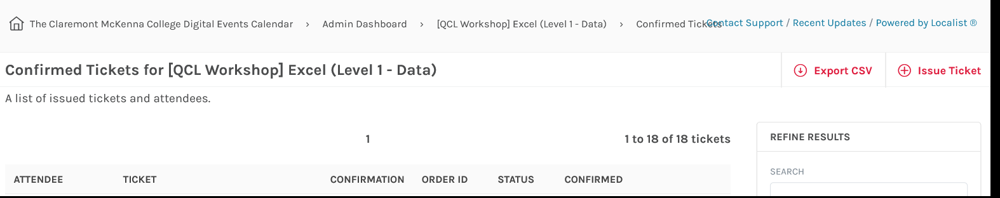 The Claremont McKenna College Digital Events Calendar › Admin Dashboard › [QCL Workshop] Excel (Level 1 - Data) › Confirmed Tickets Contact Support / Recent Updates / Powered by Localist ®
Confirmed Tickets for [QCL Workshop] Excel (Level 1 - Data) Export CSV Issue Ticket
A list of issued tickets and attendees.
1 1 to 18 of 18 tickets REFINE RESULTS
SEARCH
ATTENDEE TICKET CONFIRMATION ORDER ID STATUS CONFIRMED